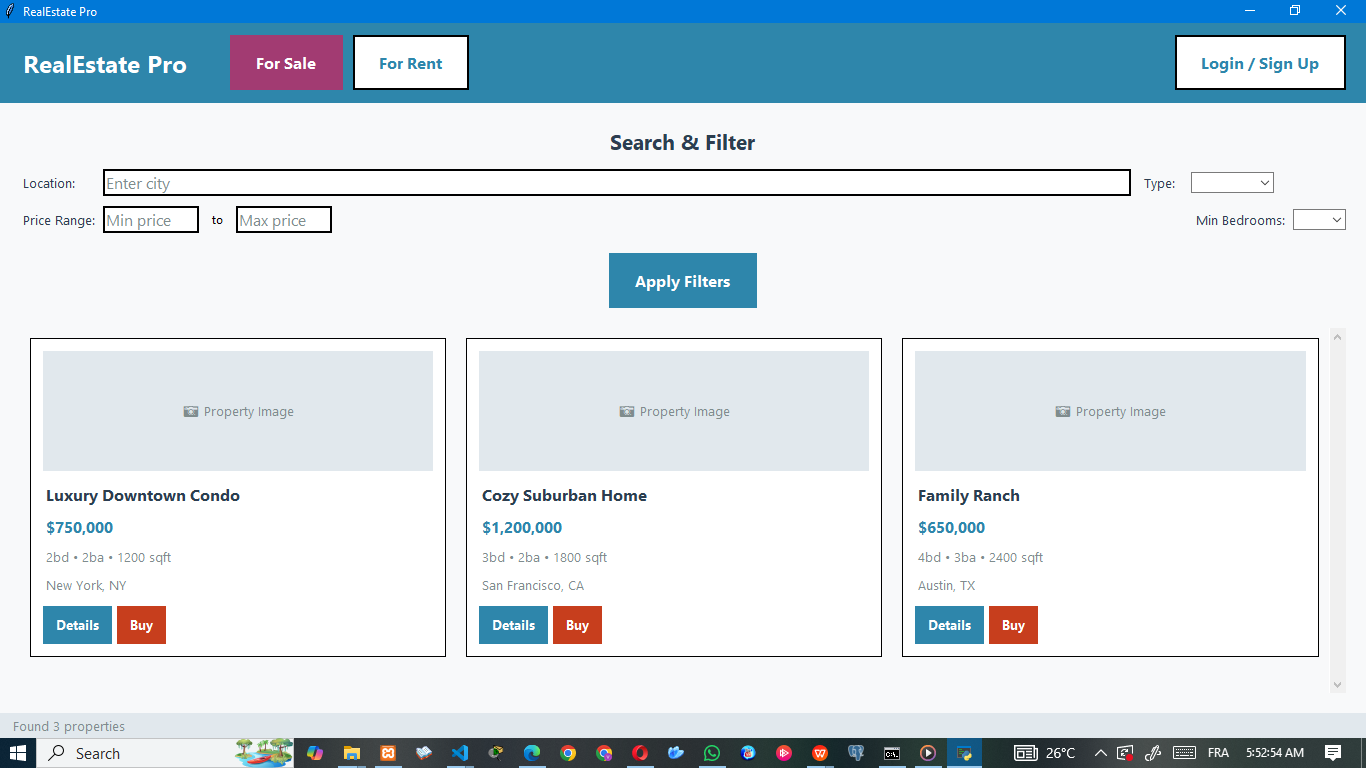 RealEstate Pro
RealEstate Pro For Sale For Rent Login / Sign Up
Search & Filter
Location: Enter city Type:
Price Range: Min price to Max price Min Bedrooms:
Apply Filters
Property Image Property Image Property Image
Luxury Downtown Condo Cozy Suburban Home Family Ranch
$750,000 $1,200,000 $650,000
2bd • 2ba • 1200 sqft 3bd • 2ba • 1800 sqft 4bd • 3ba • 2400 sqft
New York, NY San Francisco, CA Austin, TX
Details Buy Details Buy Details Buy
Found 3 properties
Search 26°C FRA 5:52:54 AM